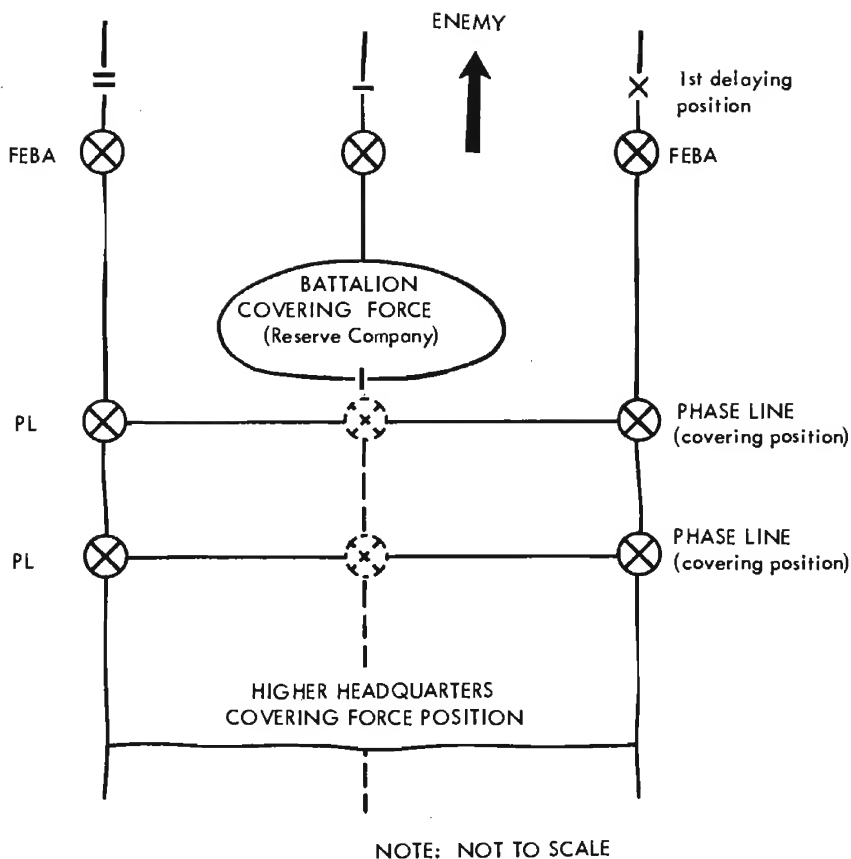 ENEMY
1st delaying
position
FEBA
FEBA
BATTALION
COVERING FORCE
(Reserve Company)
PL
PHASE LINE
(covering position)
PL
PHASE LINE
(covering position)
HIGHER HEADQUARTERS
COVERING FORCE POSITION
NOTE: NOT TO SCALE